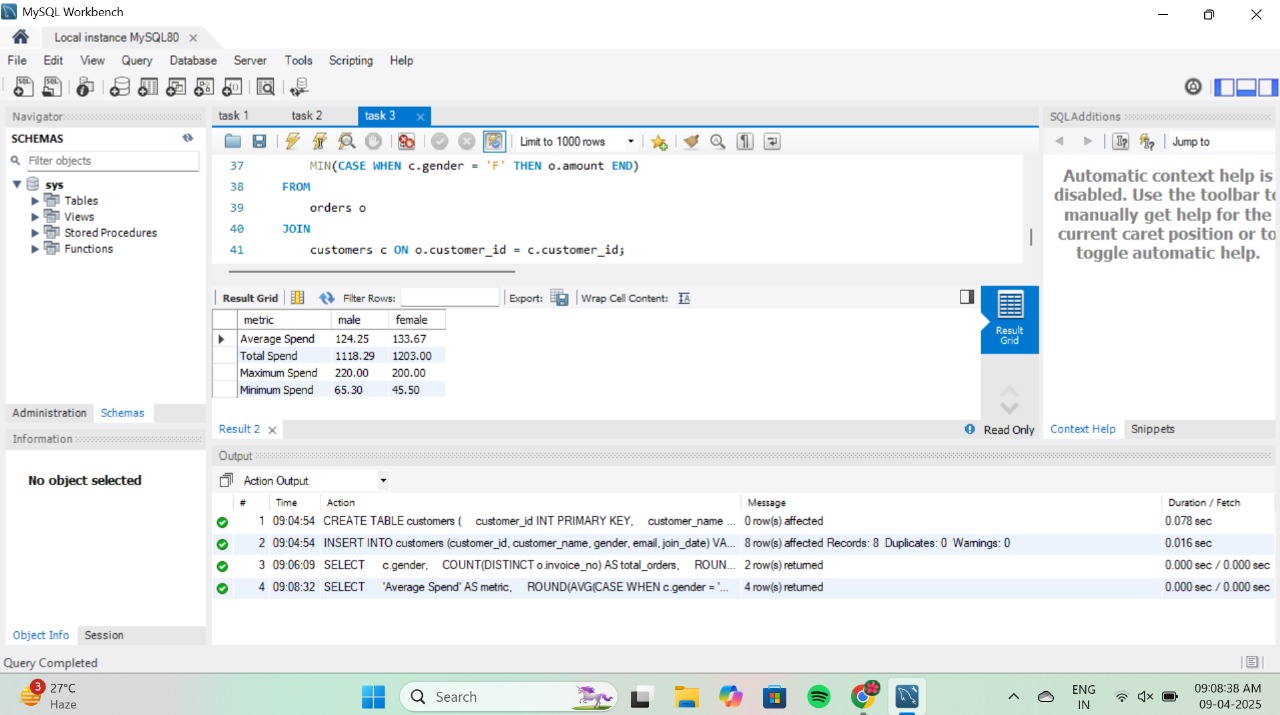 MySQL Workbench
Local instance MySQL80
File Edit View Query Database Server Tools Scripting Help
Navigator
SCHEMAS
Filter objects
sys
Tables
Views
Stored Procedures
Functions
Administration Schemas
Information
No object selected
Object Info Session
task 1 task 2 task 3
Limit to 1000 rows
37 MIN(CASE WHEN c.gender = 'F' THEN o.amount END)
38 FROM
39 orders o
40 JOIN
41 customers c ON o.customer_id = c.customer_id;
Result Grid Filter Rows: Export: Wrap Cell Content:
metric male female
Average Spend 124.25 133.67
Total Spend 1118.29 1203.00
Maximum Spend 220.00 200.00
Minimum Spend 65.30 45.50
Result Grid
Result 2 Read Only
SQLAdditions
Jump to
Automatic context help is
disabled. Use the toolbar to
manually get help for the
current caret position or to
toggle automatic help.
Context Help Snippets
Output
Action Output
# Time Action Message Duration / Fetch
1 09:04:54 CREATE TABLE customers ( customer_id INT PRIMARY KEY, customer_name ... 0 row(s) affected 0.078 sec
2 09:04:54 INSERT INTO customers (customer_id, customer_name, gender, email, join_date) VA... 8 row(s) affected Records: 8 Duplicates: 0 Warnings: 0 0.016 sec
3 09:06:09 SELECT c.gender, COUNT(DISTINCT o.invoice_no) AS total_orders, ROUN... 2 row(s) returned 0.000 sec / 0.000 sec
4 09:08:32 SELECT 'Average Spend' AS metric, ROUND(AVG(CASE WHEN c.gender = '... 4 row(s) returned 0.000 sec / 0.000 sec
Query Completed
3
27°C
Haze
Search
ENG
IN
09:08:38 AM
09-04-2025